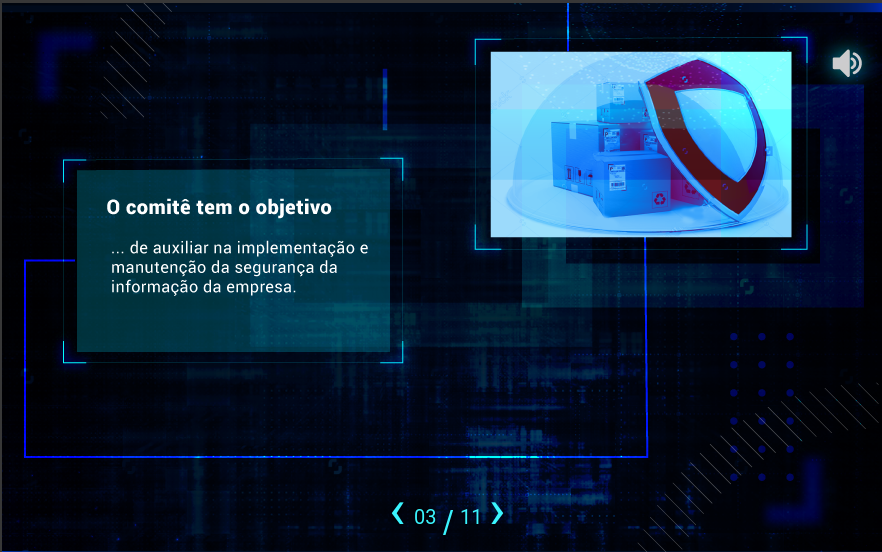 O comitê tem o objetivo
... de auxiliar na implementação e
manutenção da segurança da
informação da empresa.
03 / 11